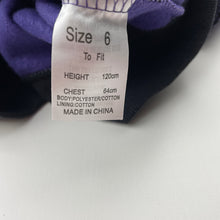 Size 6
To Fit
HEIGHT 120cm
CHEST 64cm
BODY:POLYESTER/COTTON
LINING:COTTON
MADE IN CHINA